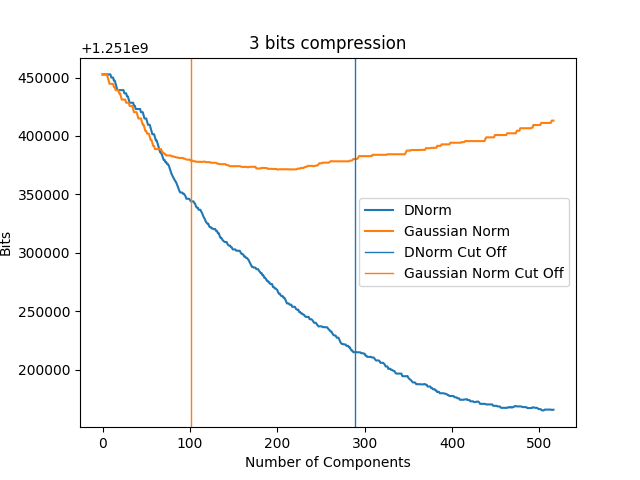 3 bits compression
+1.251e9
450000
400000
350000
300000
250000
200000
Bits
DNorm
Gaussian Norm
DNorm Cut Off
Gaussian Norm Cut Off
0 100 200 300 400 500
Number of Components